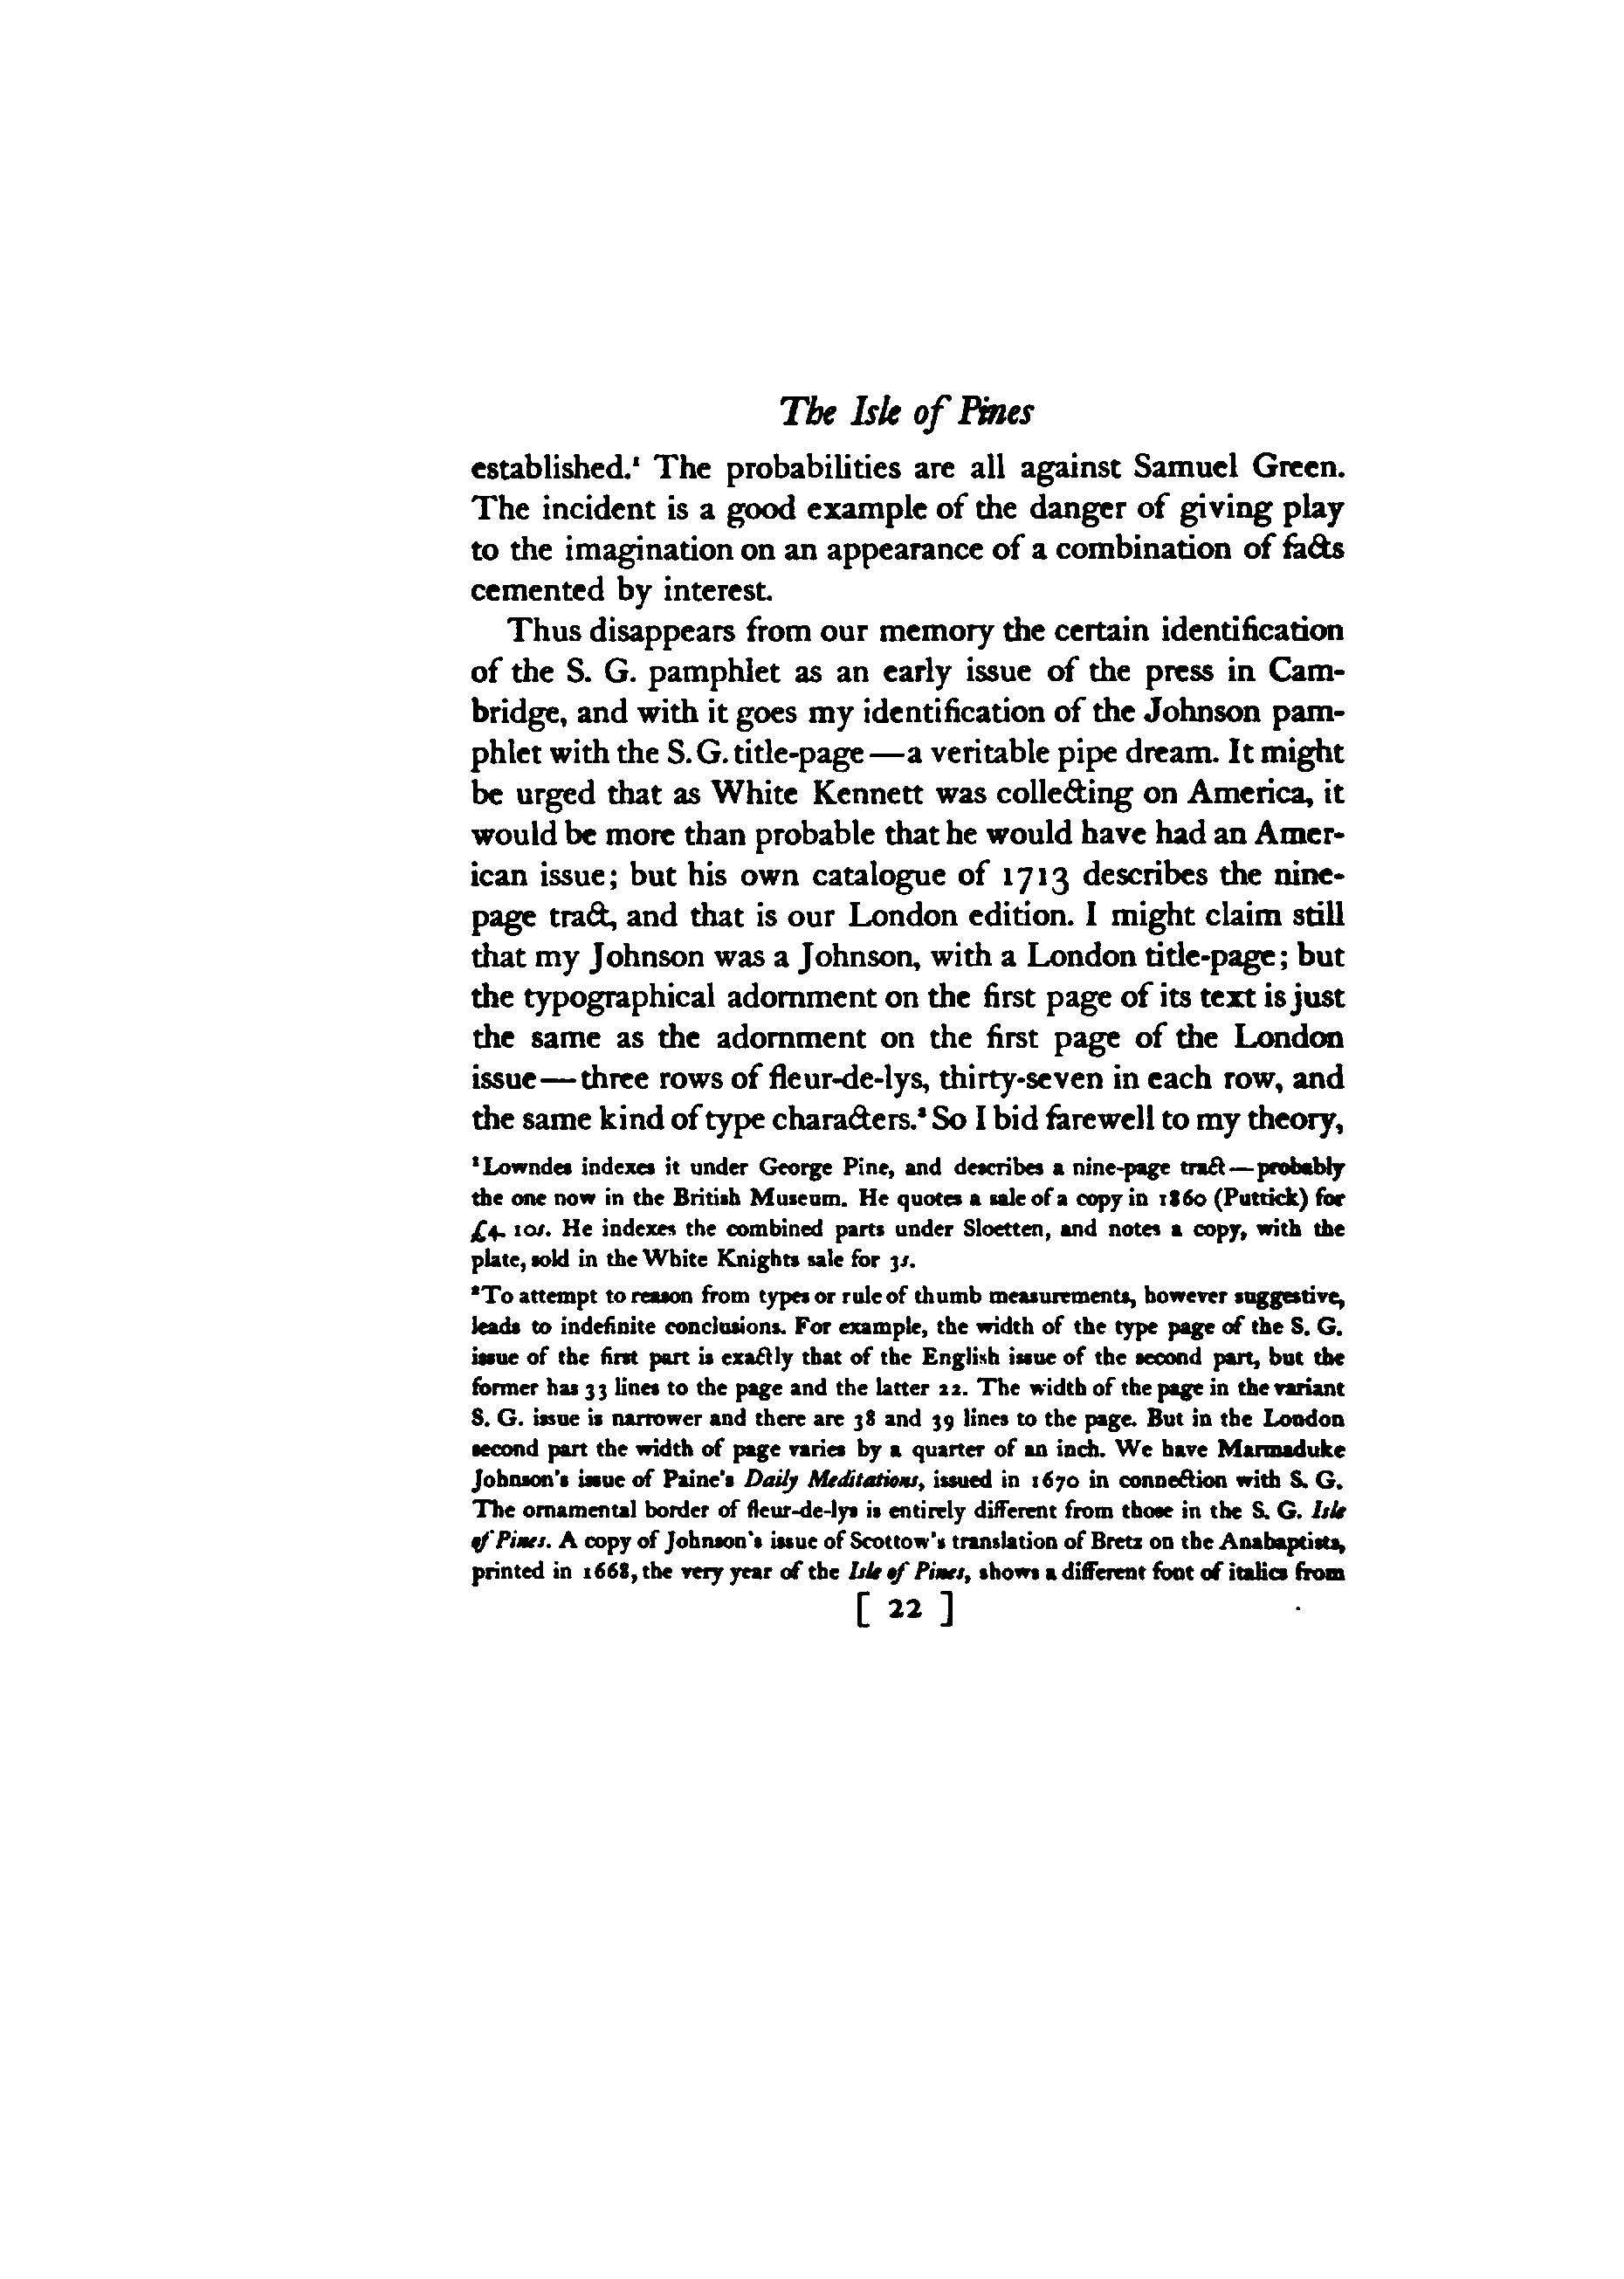 The Isle of Pines
established.¹ The probabilities are all against Samuel Green.
The incident is a good example of the danger of giving play
to the imagination on an appearance of a combination of facts
cemented by interest.
Thus disappears from our memory the certain identification
of the S. G. pamphlet as an early issue of the press in Cam-
bridge, and with it goes my identification of the Johnson pam-
phlet with the S. G. title-page—a veritable pipe dream. It might
be urged that as White Kennett was collecting on America, it
would be more than probable that he would have had an Amer-
ican issue; but his own catalogue of 1713 describes the nine-
page tract, and that is our London edition. I might claim still
that my Johnson was a Johnson, with a London title-page; but
the typographical adornment on the first page of its text is just
the same as the adornment on the first page of the London
issue—three rows of fleur-de-lys, thirty-seven in each row, and
the same kind of type characters.² So I bid farewell to my theory,
¹Lowndes indexes it under George Pine, and describes a nine-page tract—probably
the one now in the British Museum. He quotes a sale of a copy in 1860 (Puttick) for
£4. 10s. He indexes the combined parts under Sloetten, and notes a copy, with the
plate, sold in the White Knights sale for 3s.
²To attempt to reason from types or rule of thumb measurements, however suggestive,
leads to indefinite conclusions. For example, the width of the type page of the S. G.
issue of the first part is exactly that of the English issue of the second part, but the
former has 33 lines to the page and the latter 22. The width of the page in the variant
S. G. issue is narrower and there are 38 and 39 lines to the page. But in the London
second part the width of page varies by a quarter of an inch. We have Marmaduke
Johnson's issue of Paine's Daily Meditations, issued in 1670 in connection with S. G.
The ornamental border of fleur-de-lys is entirely different from those in the S. G. Isle
of Pines. A copy of Johnson's issue of Scottow's translation of Bretz on the Anabaptists,
printed in 1668, the very year of the Isle of Pines, shows a different font of italics from
[ 22 ]